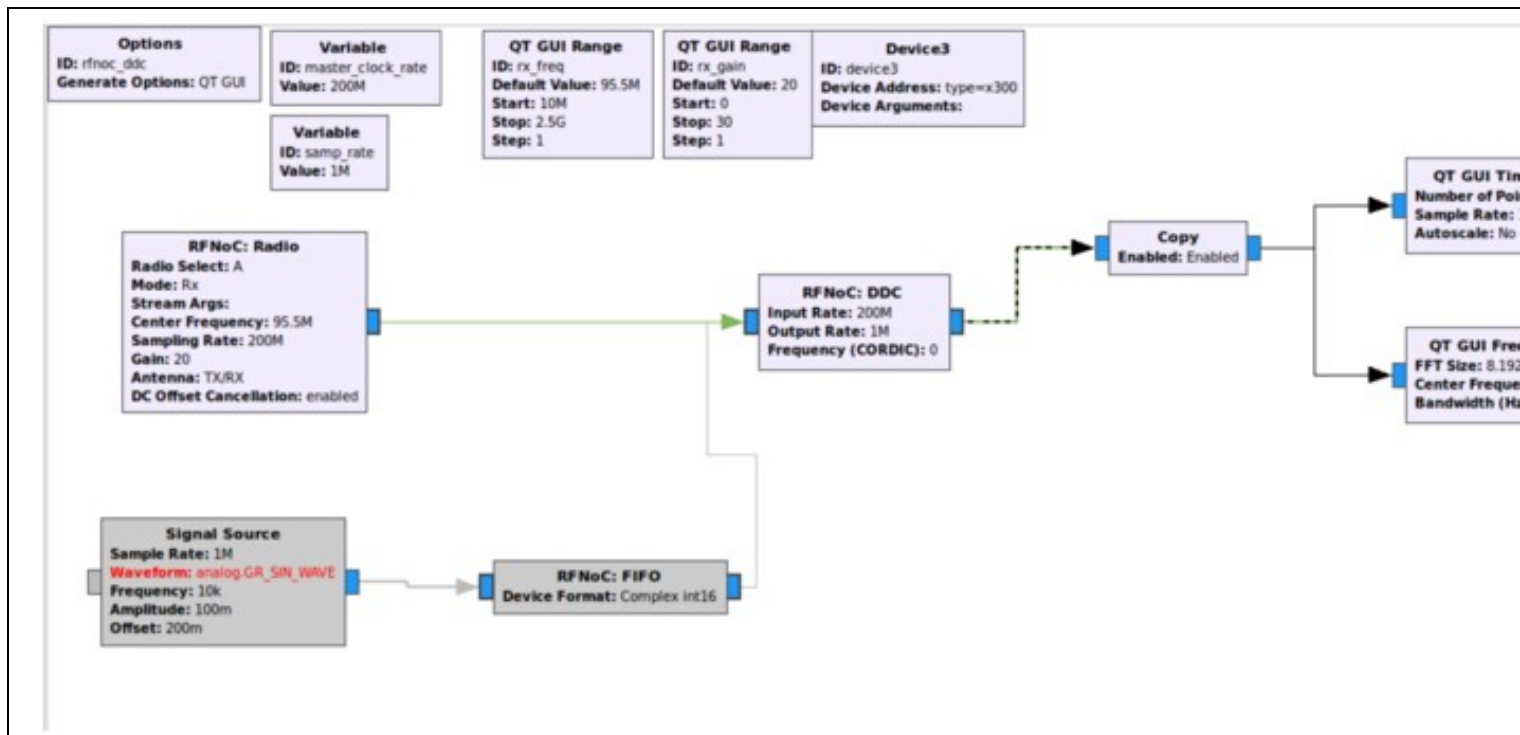 Options
ID: rfnoc_ddc
Generate Options: QT GUI
Variable
ID: master_clock_rate
Value: 200M
Variable
ID: samp_rate
Value: 1M
QT GUI Range
ID: rx_freq
Default Value: 95.5M
Start: 10M
Stop: 2.5G
Step: 1
QT GUI Range
ID: rx_gain
Default Value: 20
Start: 0
Stop: 30
Step: 1
Device3
ID: device3
Device Address: type=x300
Device Arguments:
RFNoC: Radio
Radio Select: A
Mode: Rx
Stream Args:
Center Frequency: 95.5M
Sampling Rate: 200M
Gain: 20
Antenna: TX/RX
DC Offset Cancellation: enabled
RFNoC: DDC
Input Rate: 200M
Output Rate: 1M
Frequency (CORDIC): 0
Copy
Enabled: Enabled
QT GUI
Number of
Sample Rate:
Autoscale: No
QT GUI
FFT Size: 8.192
Center
Bandwidth
Signal Source
Sample Rate: 1M
Waveform: analog.GR_SIN_WAVE
Frequency: 10k
Amplitude: 100m
Offset: 200m
RFNoC: FIFO
Device Format: Complex int16